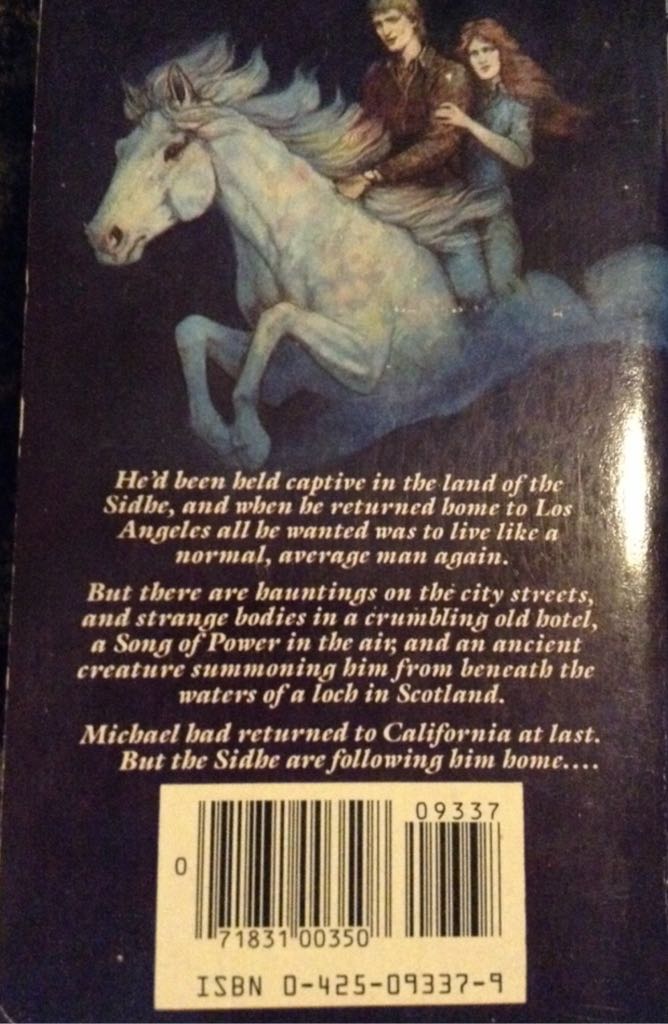 He'd been held captive in the land of the
Sidhe, and when he returned home to Los
Angeles all he wanted was to live like a
normal, average man again.
But there are hauntings on the city streets,
and strange bodies in a crumbling old hotel,
a Song of Power in the air, and an ancient
creature summoning him from beneath the
waters of a loch in Scotland.
Michael had returned to California at last.
But the Sidhe are following him home....
09337
0
71831 00350
ISBN 0-425-09337-9